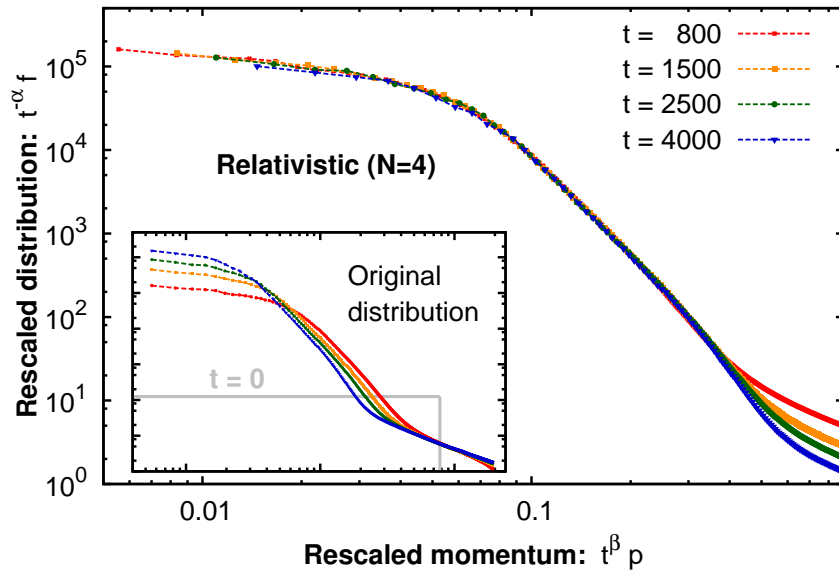 t = 800
t = 1500
t = 2500
t = 4000
Relativistic (N=4)
Original
distribution
t = 0
10^5
10^4
10^3
10^2
10^1
10^0
0.01
0.1
Rescaled distribution: t^-α f
Rescaled momentum: t^β p